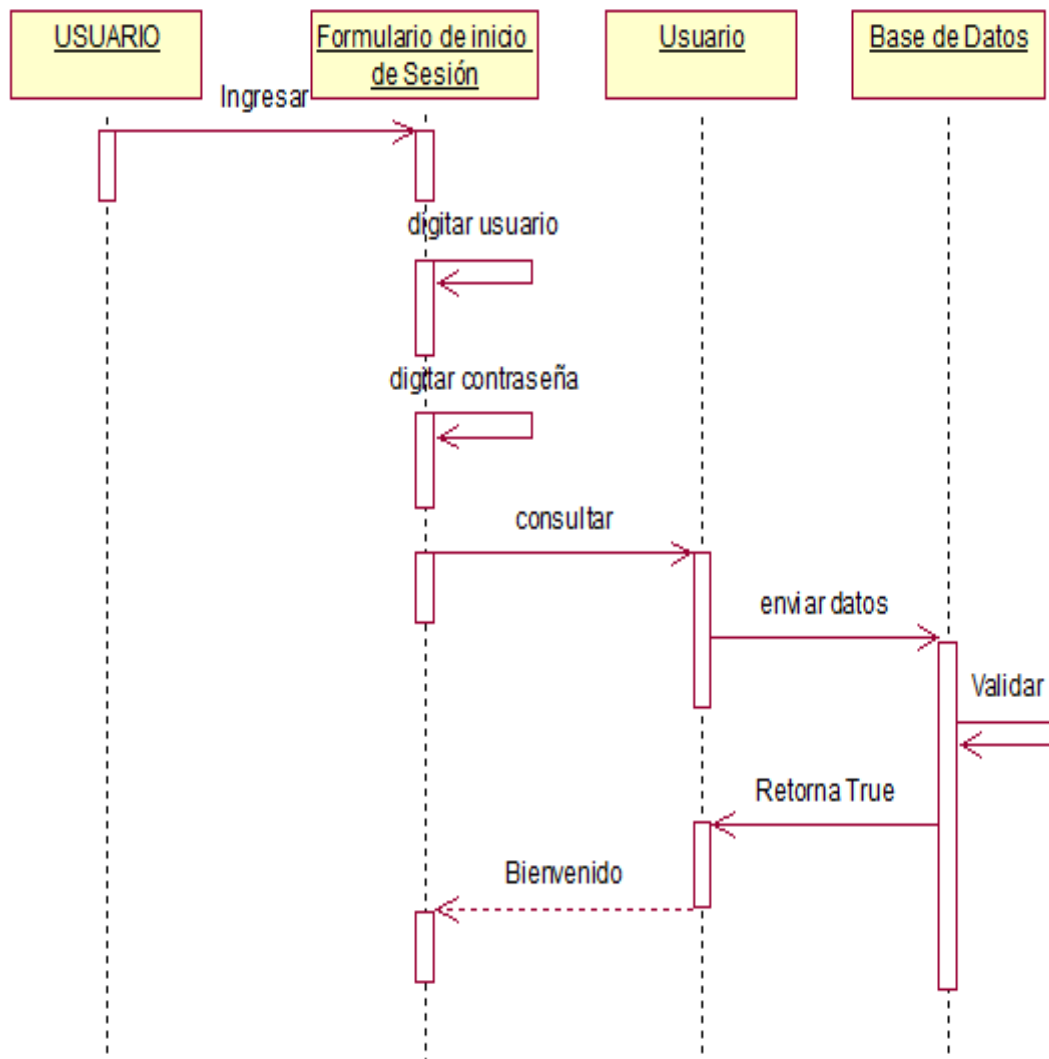 USUARIO
Formulario de inicio
de Sesión
Usuario
Base de Datos
Ingresar
digitar usuario
digitar contraseña
consultar
enviar datos
Validar
Retorna True
Bienvenido